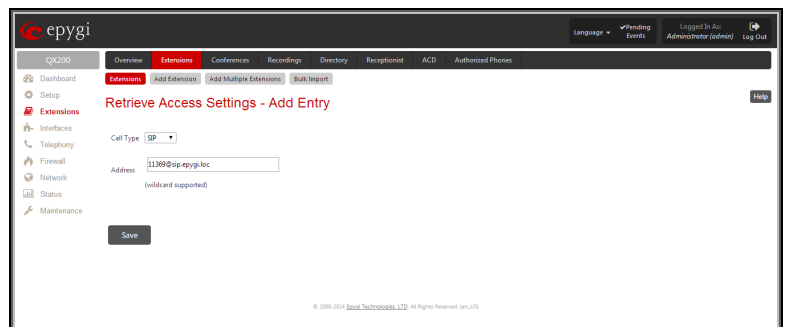 epygi
Language
Pending Events
Logged In As:
Administrator (admin)
Log Out
QX200
Overview Extensions Conferences Recordings Directory Receptionist ACD Authorized Phones
Dashboard
Setup
Extensions
Interfaces
Telephony
Firewall
Network
Status
Maintenance
Extensions Add Extension Add Multiple Extensions Bulk Import
Retrieve Access Settings - Add Entry
Help
Call Type SIP
Address 11369@sip.epygi.loc
(wildcard supported)
Save
© 2000-2014 Epygi Technologies, LTD All Rights Reserved. (en_US)